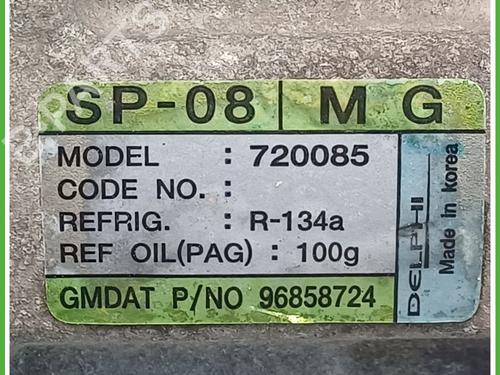 SP-08 | M G
MODEL : 720085
CODE NO. :
REFRIG. : R-134a
REF OIL(PAG) : 100g
GMDAT P/NO 96858724
DELPHI
Made in Korea